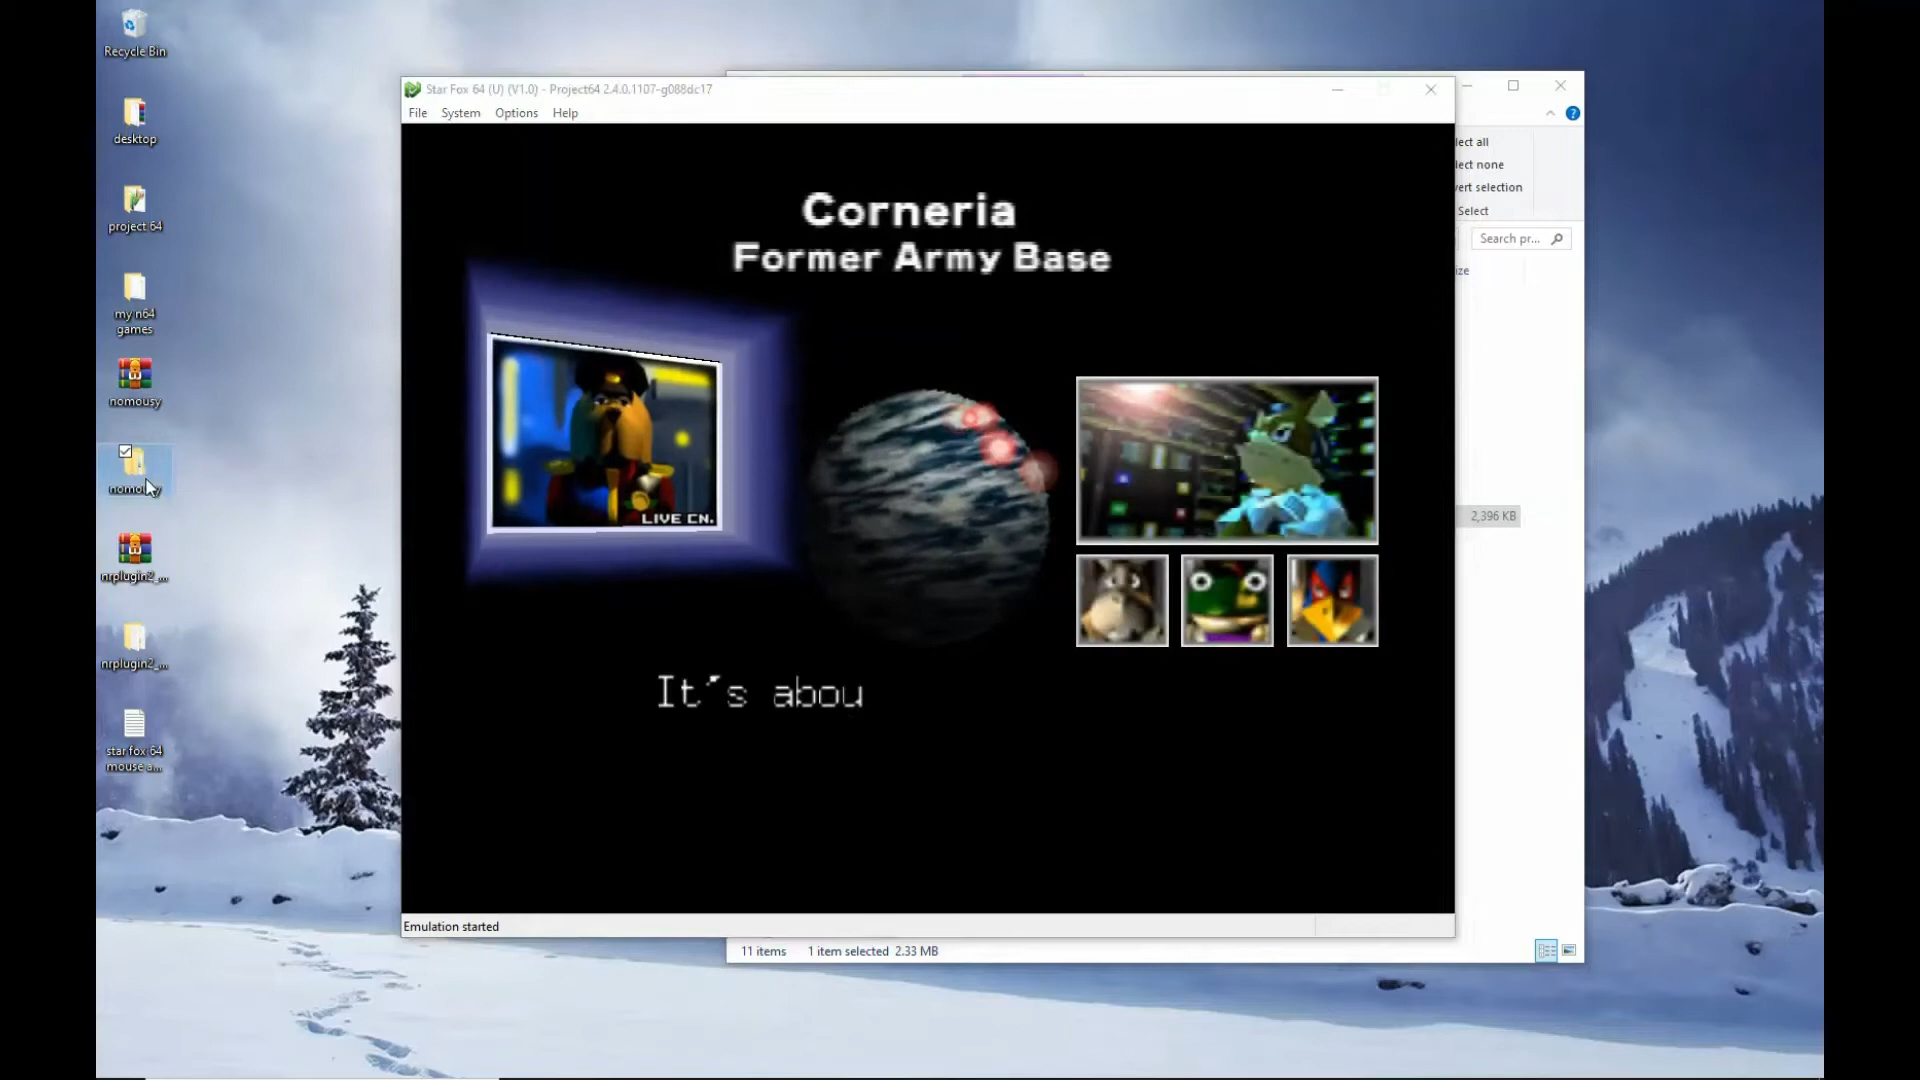 Recycle Bin
desktop
project 64
my n64
games
nomousy
nrplugin2_...
nrplugin2_...
star fox 64
mouse a...
Star Fox 64 (U) (V1.0) - Project64 2.4.0.1107-g088dc17
File System Options Help
Corneria
Former Army Base
LIVE CN.
It's abou
Emulation started
lect all
lect none
vert selection
Select
Search pr...
ize
2,396 KB
11 items 1 item selected 2.33 MB